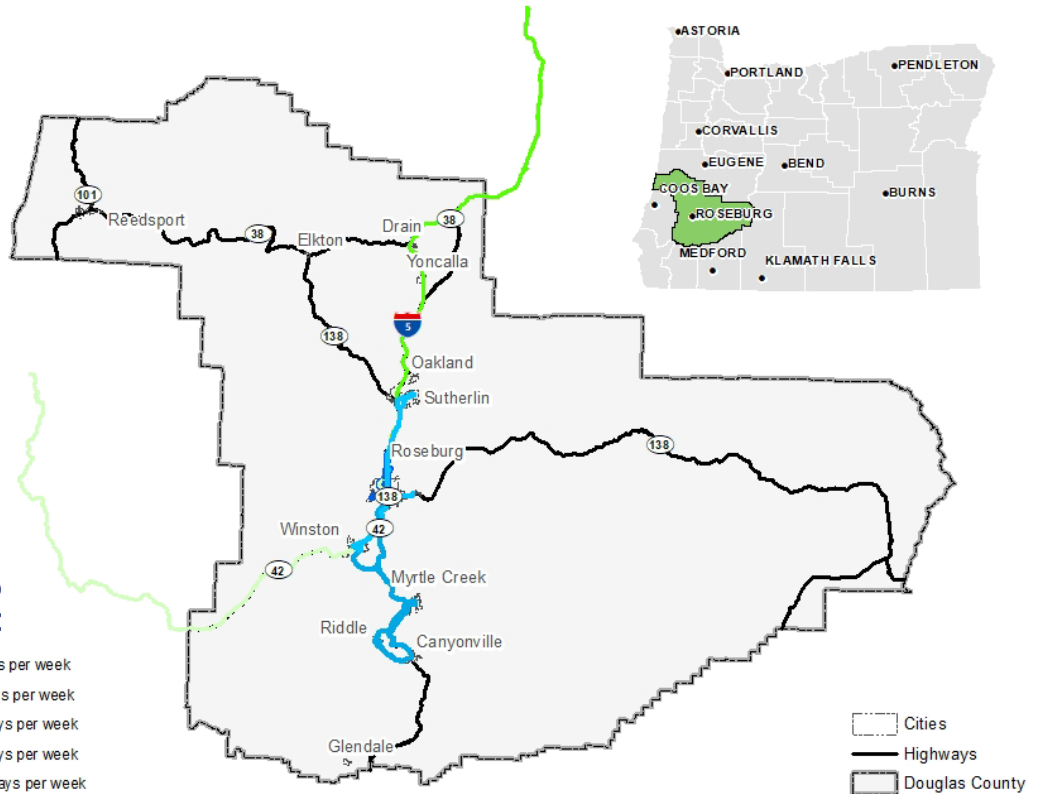 ASTORIA
PORTLAND
PENDLETON
CORVALLIS
EUGENE
BEND
COOS BAY
BURNS
ROSEBURG
MEDFORD
KLAMATH FALLS
101
Reedsport
38
Elkton
Drain
38
Yoncalla
5
138
Oakland
Sutherlin
Roseburg
138
138
42
Winston
42
Myrtle Creek
Riddle
Canyonville
Glendale
per week
per week
per week
per week
per week
Cities
Highways
Douglas County